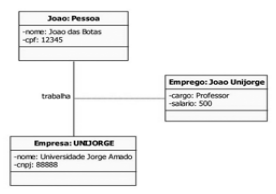 Joao: Pessoa
-nome: Joao das Botas
-cpf: 12345
Emprego: Joao Unijorge
-cargo: Professor
-salario: 500
trabalha
Empresa: UNIJORGE
-nome: Universidade Jorge Amado
-cnpj: 88888